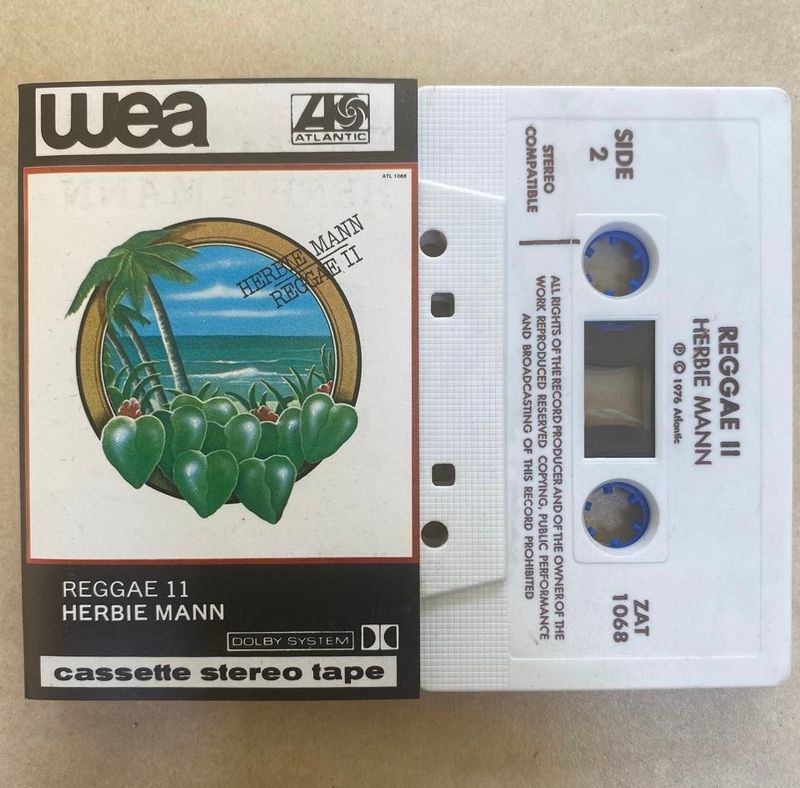 wea
ATLANTIC
ATL 1068
HERBIE MANN
REGGAE II
REGGAE 11
HERBIE MANN
DOLBY SYSTEM
cassette stereo tape
SIDE
2
STEREO
COMPATIBLE
REGGAE II
HERBIE MANN
℗ © 1976 Atlantic
ALL RIGHTS OF THE RECORD PRODUCER AND OF THE OWNER OF THE
WORK REPRODUCED RESERVED COPYING, PUBLIC PERFORMANCE
AND BROADCASTING OF THIS RECORD PROHIBITED
ZAT
1068